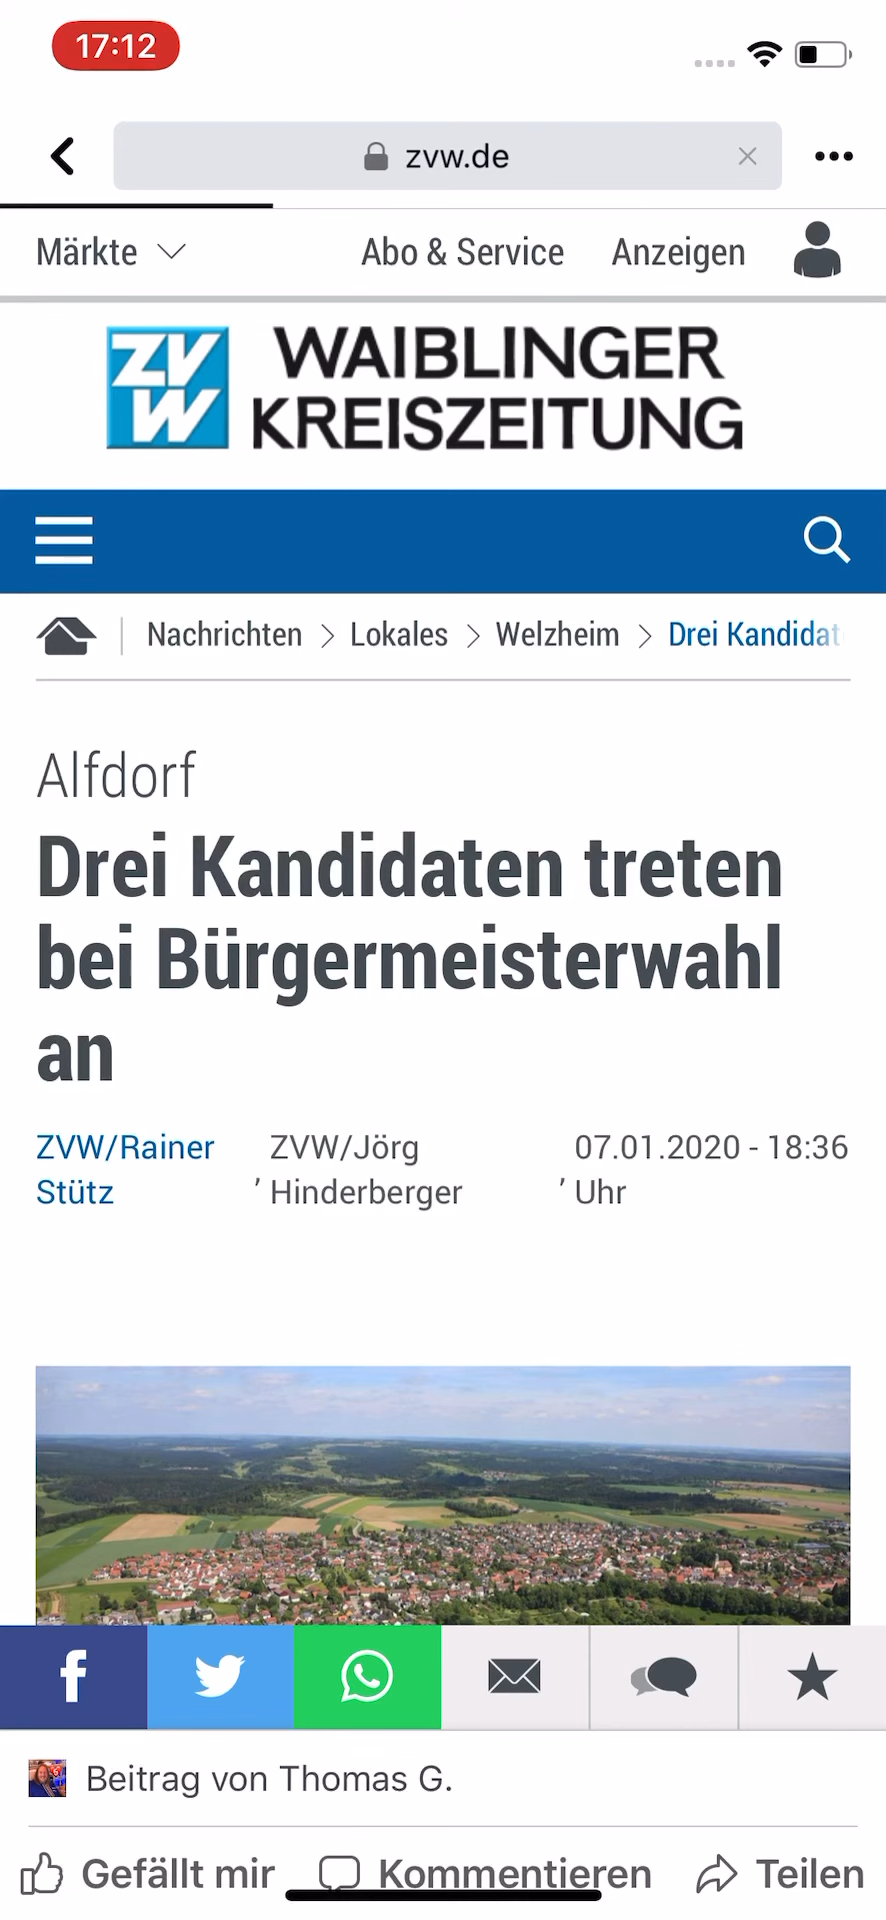 17:12
zvw.de
Märkte Abo & Service Anzeigen
ZVW WAIBLINGER
KREISZEITUNG
Nachrichten > Lokales > Welzheim > Drei Kandidat
Alfdorf
Drei Kandidaten treten
bei Bürgermeisterwahl
an
ZVW/Rainer Stütz, ZVW/Jörg Hinderberger, 07.01.2020 - 18:36 Uhr
Beitrag von Thomas G.
Gefällt mir Kommentieren Teilen